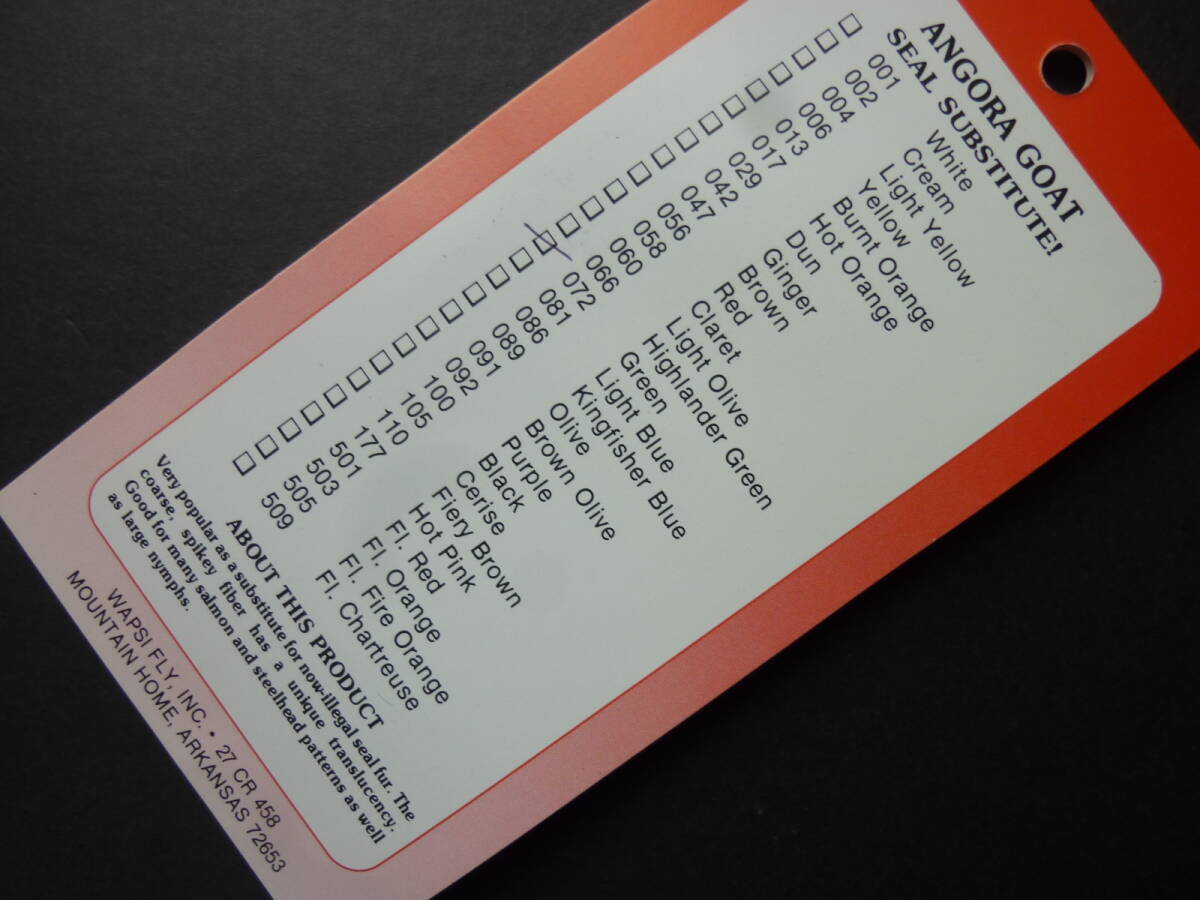 ANGORA GOAT
SEAL SUBSTITUTE!
□ 001 White
□ 002 Cream
□ 004 Light Yellow
□ 006 Yellow
□ 013 Burnt Orange
□ 017 Hot Orange
□ 029 Dun
□ 042 Ginger
□ 047 Brown
□ 056 Red
□ 058 Claret
□ 060 Light Olive
□ 066 Highlander Green
☒ 072 Green
□ 081 Light Blue
□ 086 Kingfisher Blue
□ 089 Olive
□ 091 Brown Olive
□ 092 Purple
□ 100 Black
□ 105 Cerise
□ 110 Fiery Brown
□ 177 Hot Pink
□ 501 Fl. Red
□ 503 Fl. Orange
□ 505 Fl. Fire Orange
□ 509 Fl. Chartreuse
ABOUT THIS PRODUCT
Very popular as a substitute for now-illegal seal fur. The
coarse, spikey fiber has a unique translucency.
Good for many salmon and steelhead patterns as well
as large nymphs.
WAPSI FLY, INC. • 27 CR 458
MOUNTAIN HOME, ARKANSAS 72653